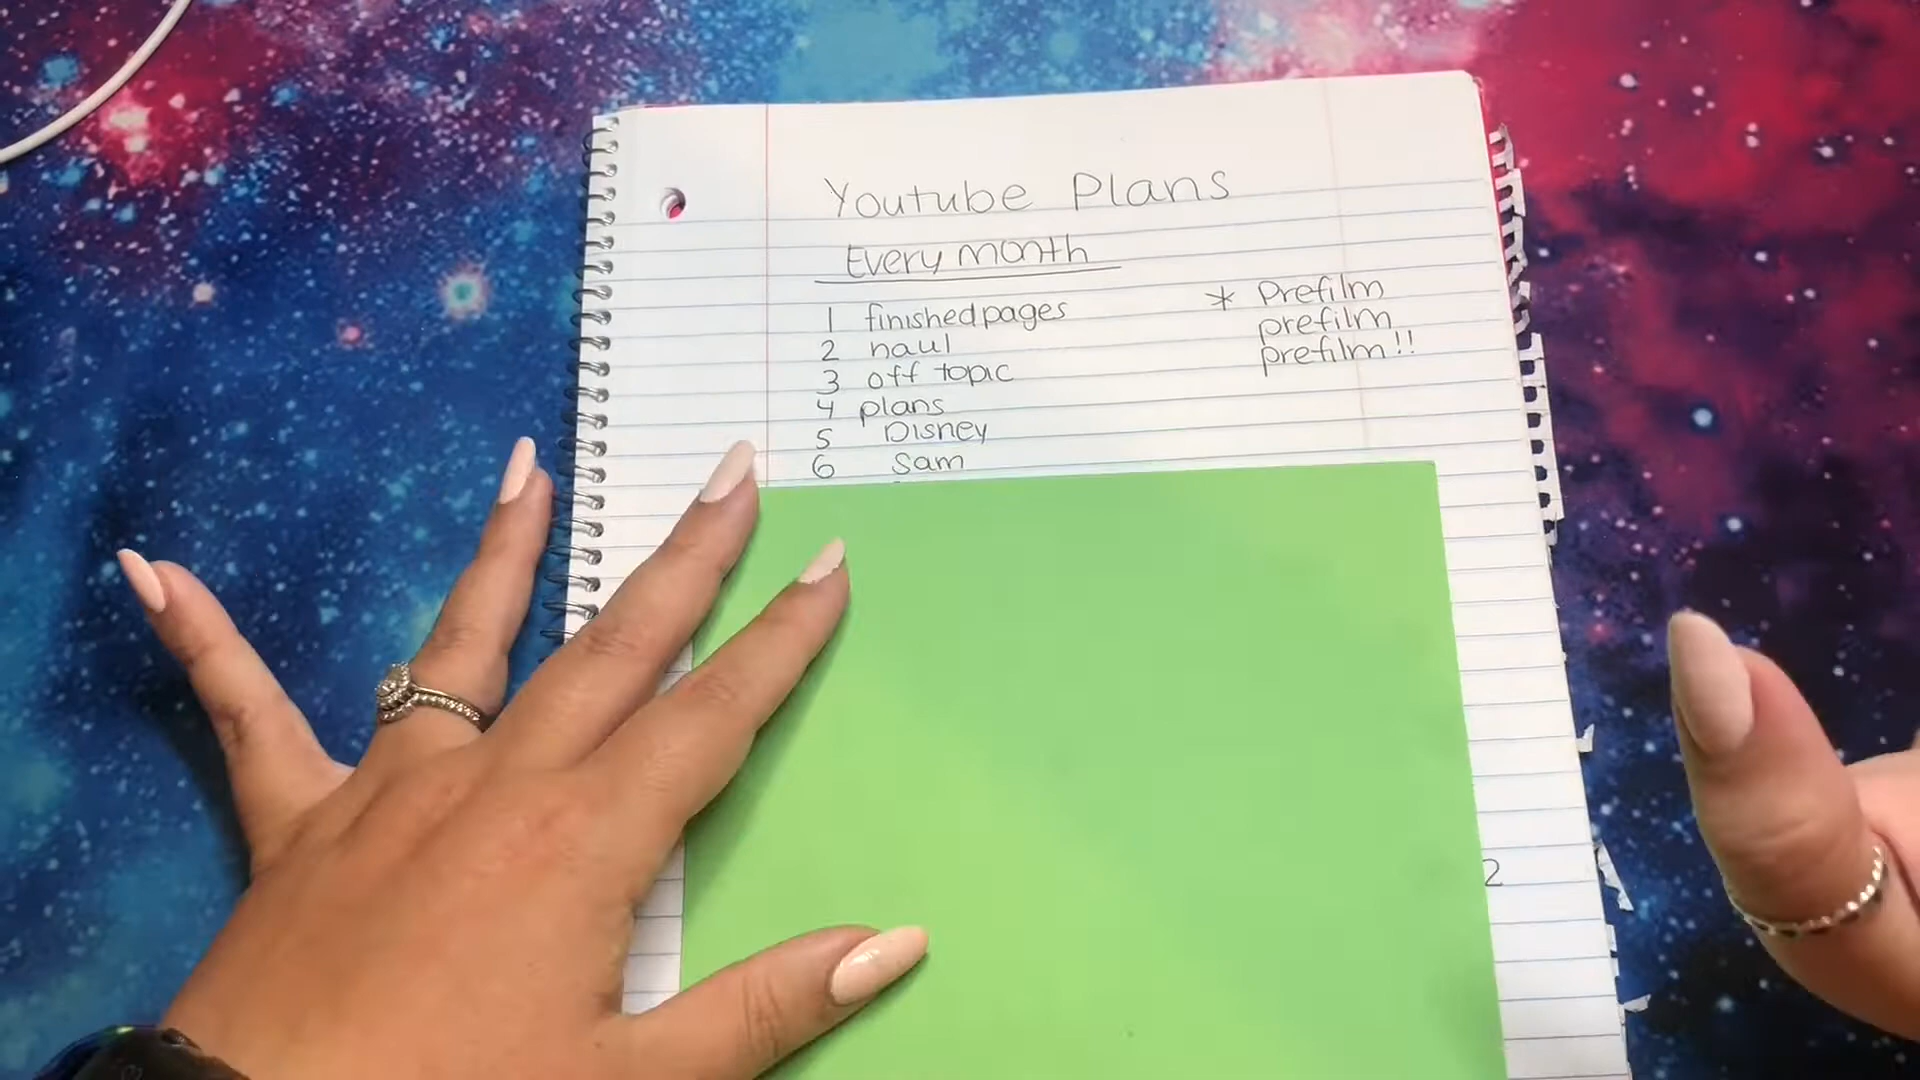 Youtube Plans
Every month
1 finished pages
2 haul
3 off topic
4 plans
5 Disney
6 Sam
* Prefilm
prefilm
prefilm!!
2